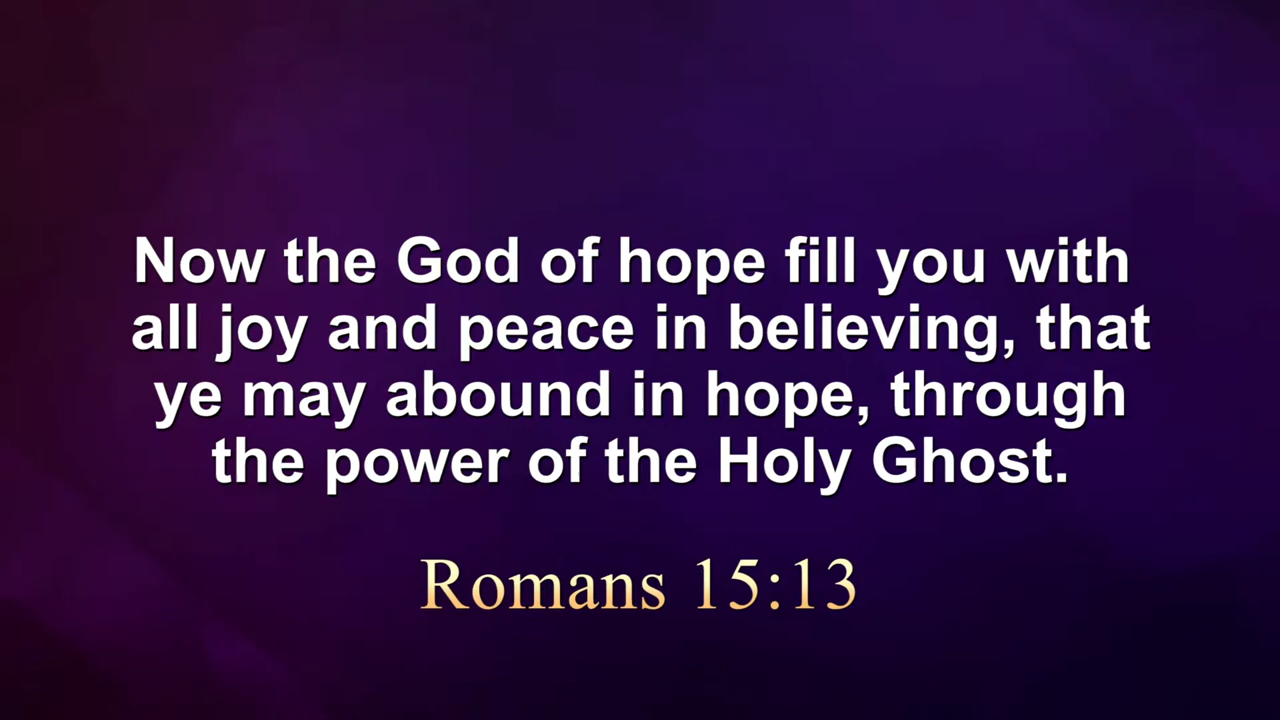 Now the God of hope fill you with
all joy and peace in believing, that
ye may abound in hope, through
the power of the Holy Ghost.
Romans 15:13